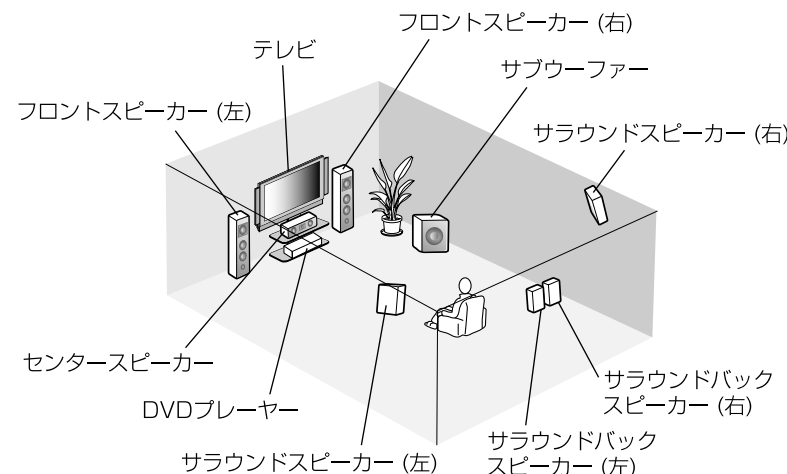 フロントスピーカー (右)
テレビ
サブウーファー
フロントスピーカー (左)
サラウンドスピーカー (右)
センタースピーカー
DVDプレーヤー
サラウンドスピーカー (左)
サラウンドバック
スピーカー (右)
サラウンドバック
スピーカー (左)